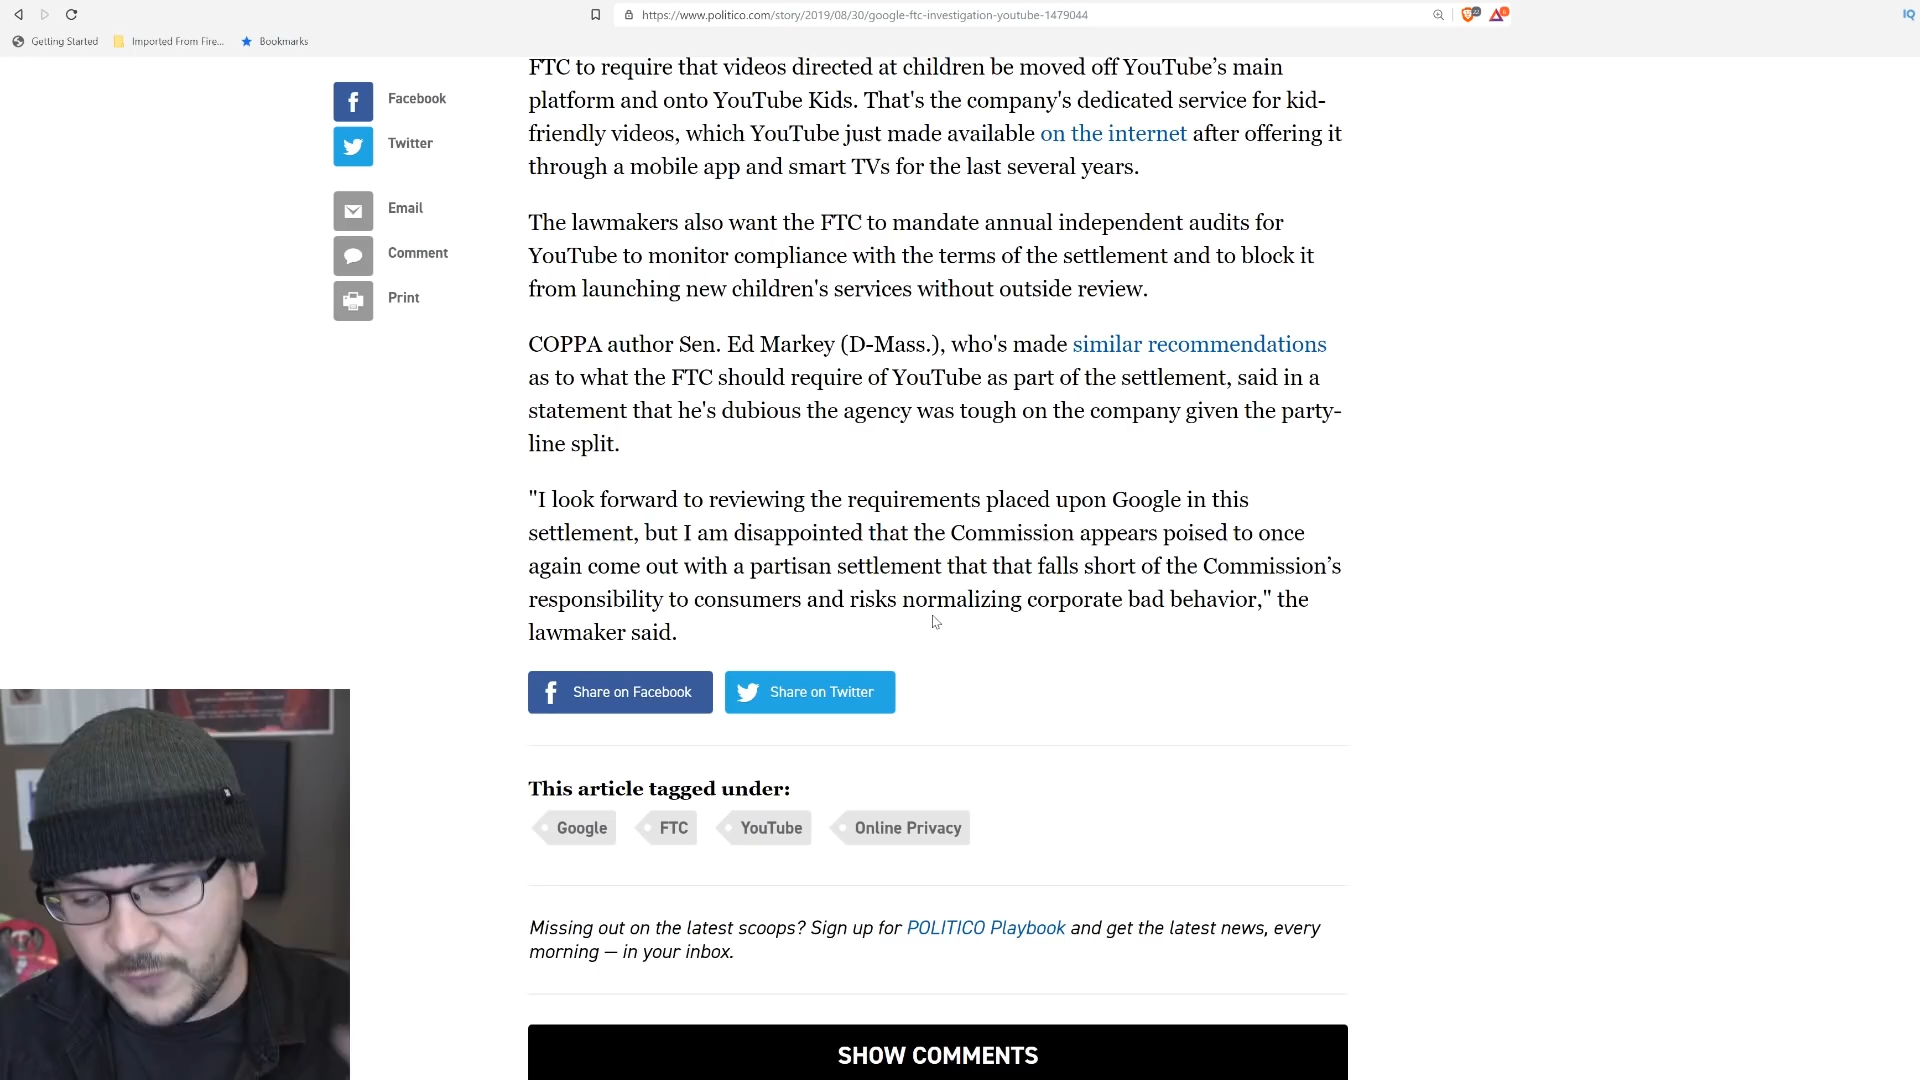 https://www.politico.com/story/2019/08/30/google-ftc-investigation-youtube-1479044
22
IQ
Getting Started
Imported From Fire...
Bookmarks
FTC to require that videos directed at children be moved off YouTube’s main
platform and onto YouTube Kids. That's the company's dedicated service for kid-
friendly videos, which YouTube just made available on the internet after offering it
through a mobile app and smart TVs for the last several years.
Facebook
Twitter
Email
Comment
Print
The lawmakers also want the FTC to mandate annual independent audits for
YouTube to monitor compliance with the terms of the settlement and to block it
from launching new children's services without outside review.
COPPA author Sen. Ed Markey (D-Mass.), who's made similar recommendations
as to what the FTC should require of YouTube as part of the settlement, said in a
statement that he's dubious the agency was tough on the company given the party-
line split.
"I look forward to reviewing the requirements placed upon Google in this
settlement, but I am disappointed that the Commission appears poised to once
again come out with a partisan settlement that that falls short of the Commission’s
responsibility to consumers and risks normalizing corporate bad behavior," the
lawmaker said.
Share on Facebook
Share on Twitter
This article tagged under:
Google
FTC
YouTube
Online Privacy
Missing out on the latest scoops? Sign up for POLITICO Playbook and get the latest news, every
morning — in your inbox.
SHOW COMMENTS